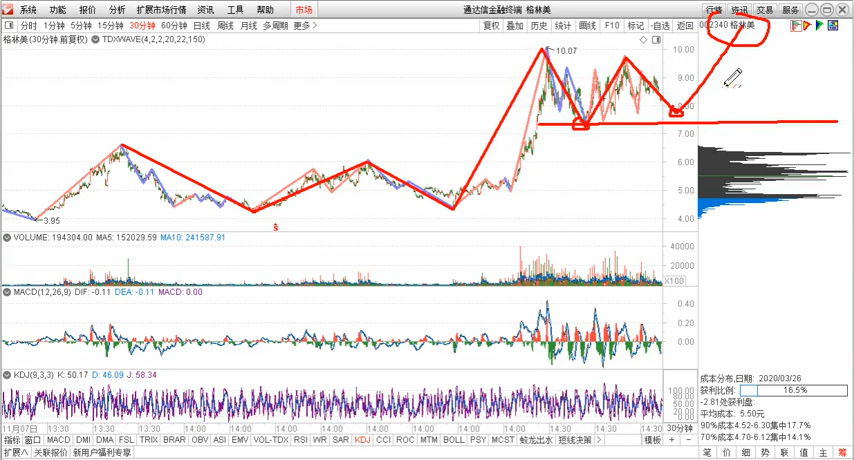 系统 功能 报价 分析 扩展市场行情 资讯 工具 帮助 市场 通达信金融终端 格林美 行情 资讯 交易 服务
分时 1分钟 5分钟 15分钟 30分钟 60分钟 日线 周线 月线 多周期 更多 复权 叠加 历史 统计 画线 F10 标记 -自选 返回
格林美(30分钟 前复权) TDXWAVE(4,2,2,20,22,150) 002340 格林美
10.07 10.00
9.00
8.00
7.00
6.00
5.00
3.95 4.00
VOLUME: 194304.00 MA5: 152029.59 MA10: 241587.91
40000
20000
X100
MACD(12,26,9) DIF: -0.11 DEA: -0.11 MACD: 0.00
0.40
0.20
0.00
KDJ(9,3,3) K: 50.17 D: 46.09 J: 58.34
100.00
80.00
60.00
40.00
20.00
0.00
成本分布,日期: 2020/03/26
获利比例: 16.5%
-2.81处获利盘:
平均成本: 5.50元
90%成本4.52-6.30集中17.7%
70%成本4.70-6.12集中14.1%
11月07日 13:30 13:30 13:30 14:00 14:00 14:00 14:00 14:00 14:00 14:30 14:30 14:30 14:30 30分钟
指标 窗口 MACD DMI DMA FSL TRIX BRAR OBV ASI EMV VOL-TDX RSI WR SAR KDJ CCI ROC MTM BOLL PSY MCST 蛟龙出水 短线决策 模板 + -
扩展∧ 关联报价 新用户福利专享 笔 价 细 势 联 值 主 筹